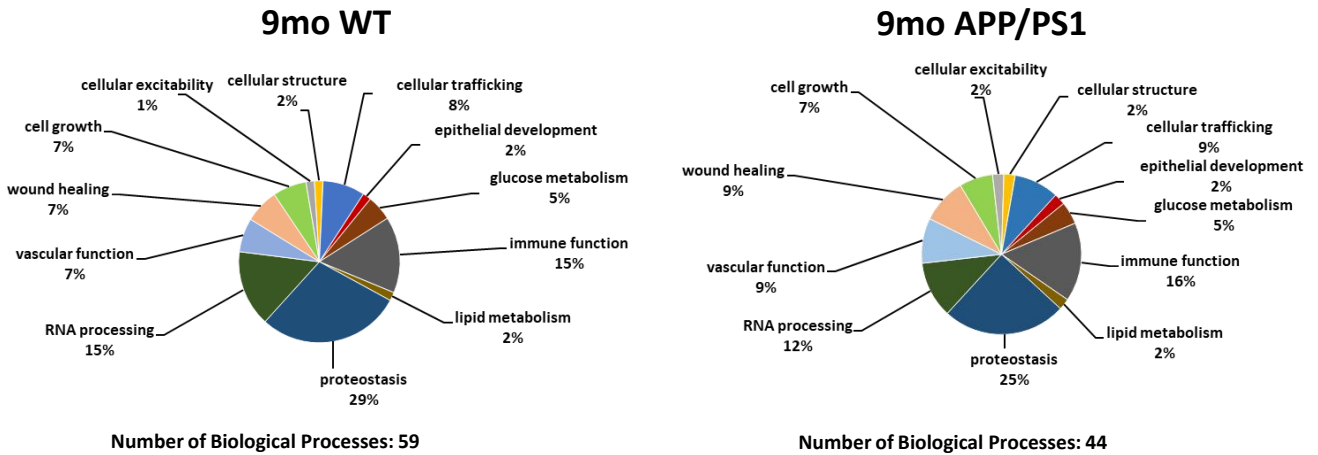 9mo WT
cellular excitability
1%
cellular structure
2%
cellular trafficking
8%
cell growth
7%
epithelial development
2%
wound healing
7%
glucose metabolism
5%
vascular function
7%
immune function
15%
RNA processing
15%
lipid metabolism
2%
proteostasis
29%
Number of Biological Processes: 59
9mo APP/PS1
cellular excitability
2%
cell growth
7%
cellular structure
2%
cellular trafficking
9%
epithelial development
2%
wound healing
9%
glucose metabolism
5%
vascular function
9%
immune function
16%
RNA processing
12%
lipid metabolism
2%
proteostasis
25%
Number of Biological Processes: 44